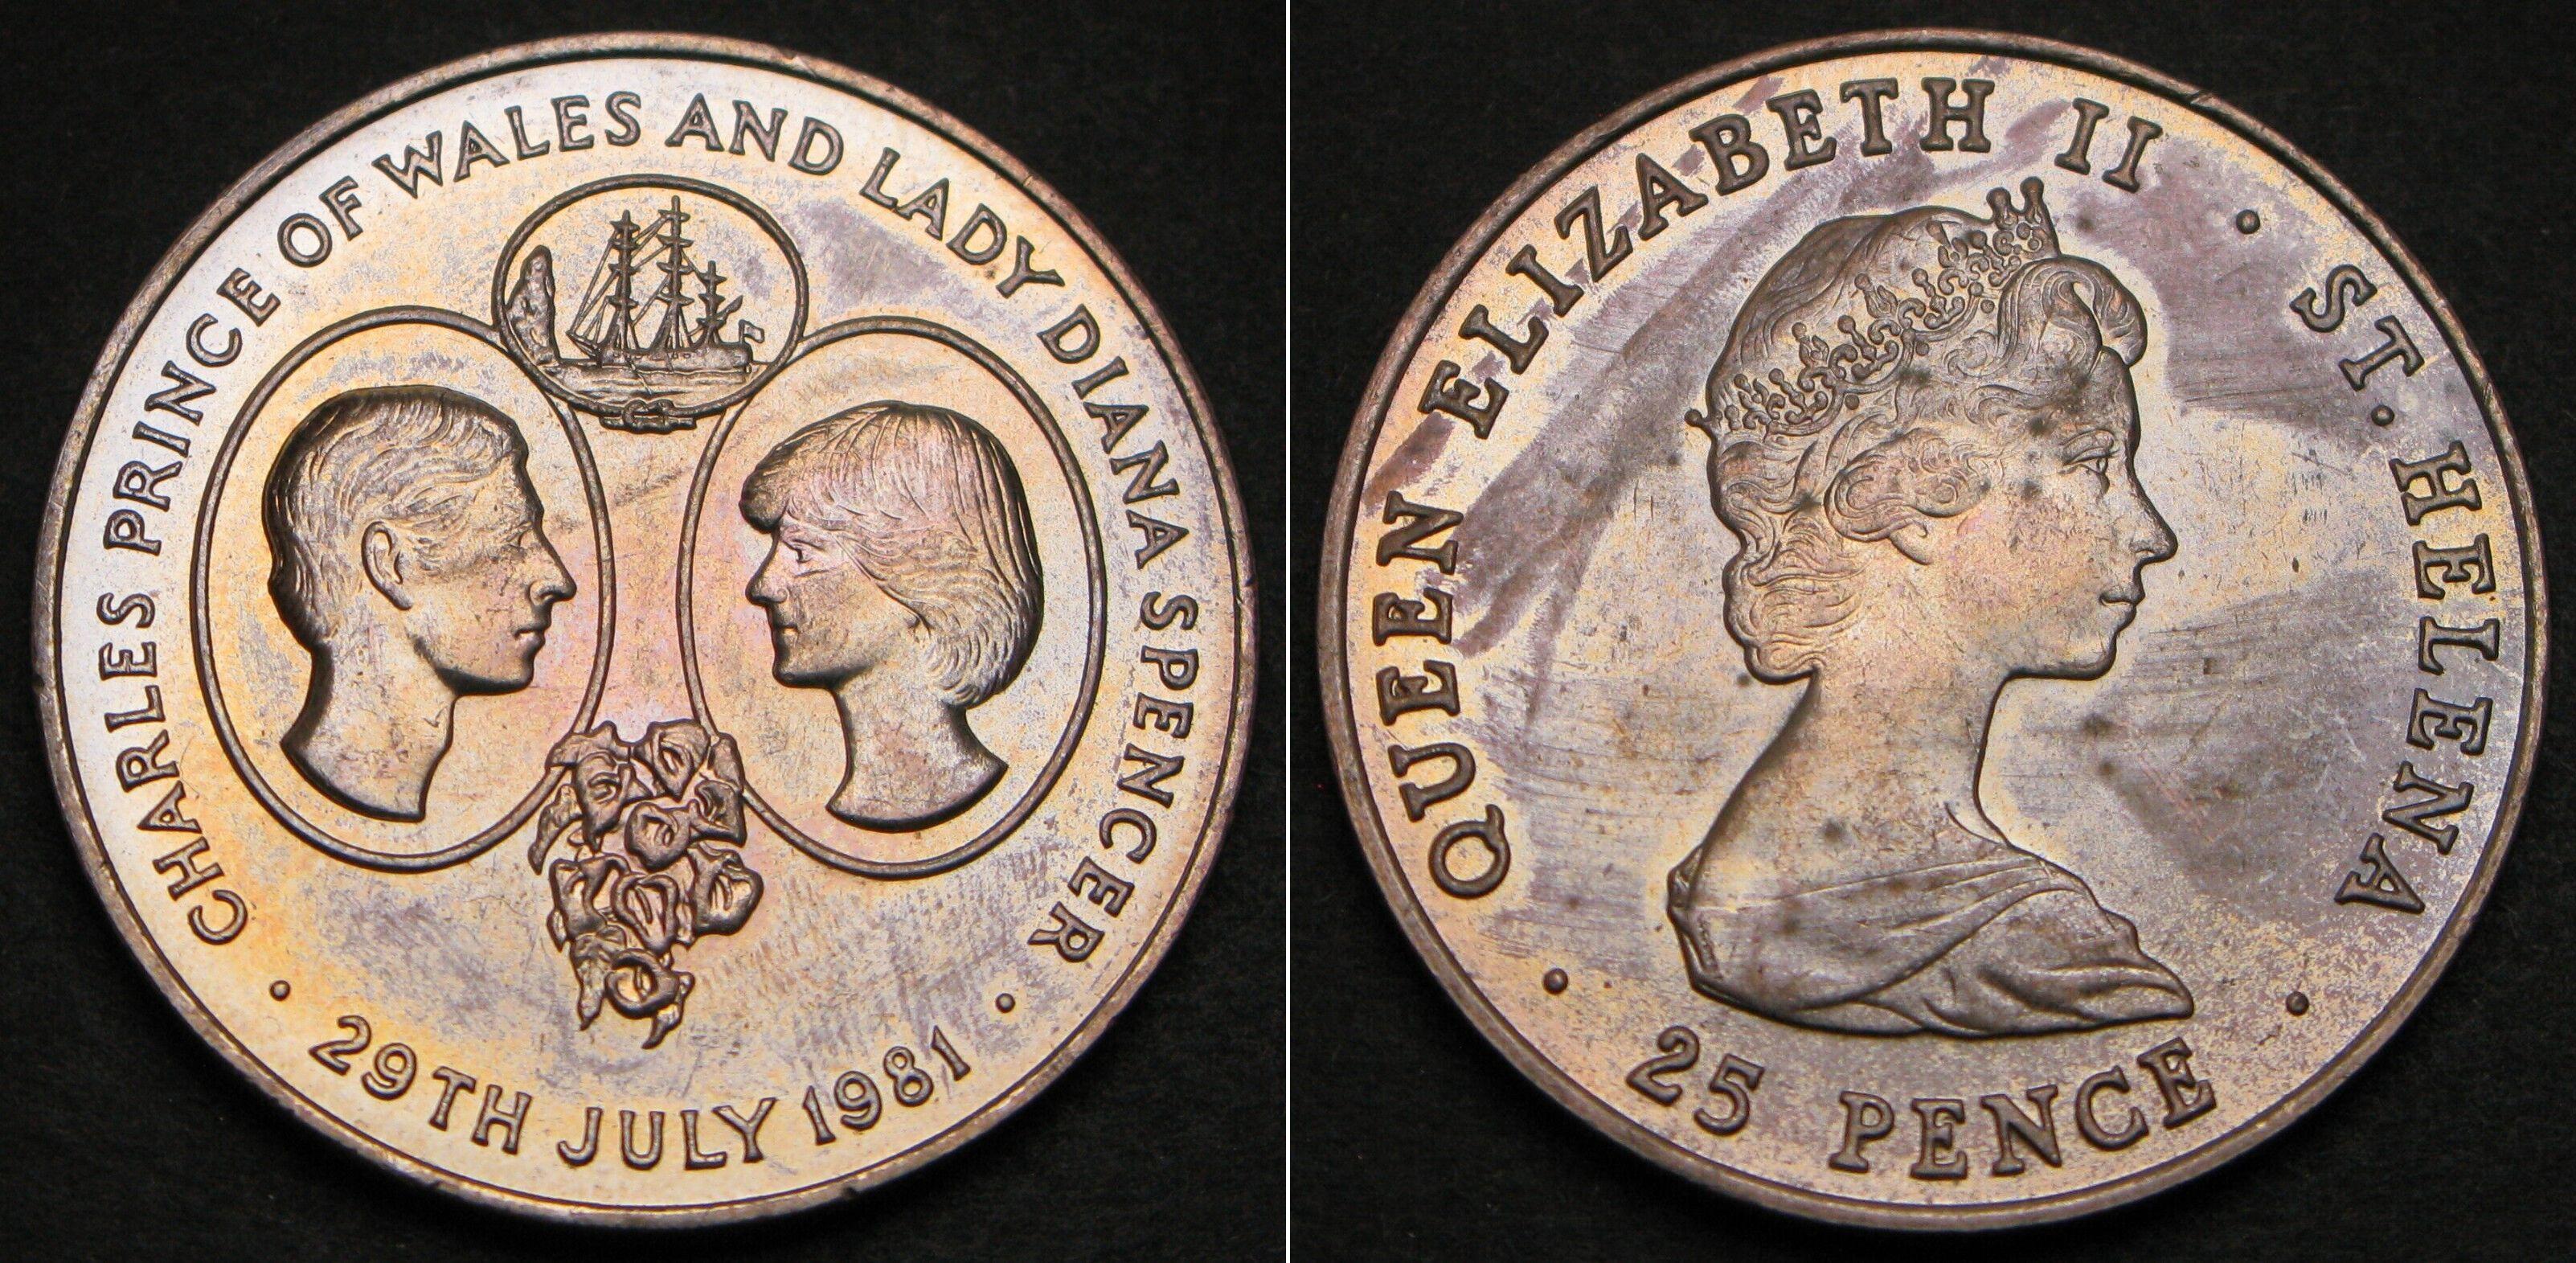 CHARLES PRINCE OF WALES AND LADY DIANA SPENCER
· 29TH JULY 1981 ·
QUEEN ELIZABETH II · ST. HELENA
· 25 PENCE ·